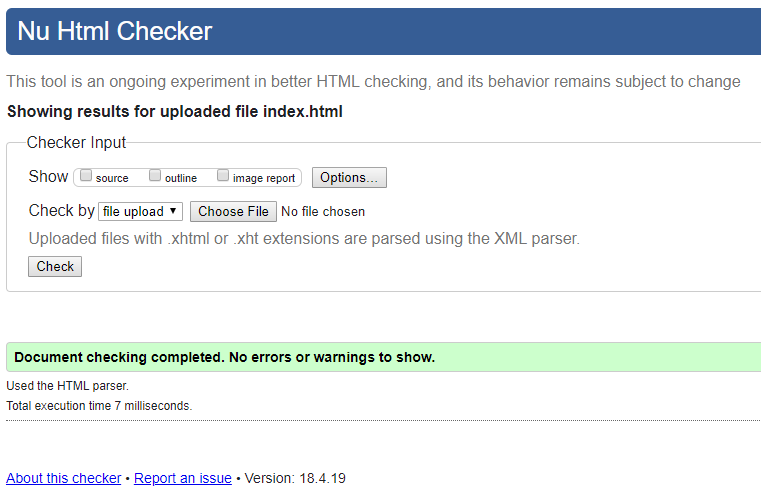 Nu Html Checker
This tool is an ongoing experiment in better HTML checking, and its behavior remains subject to change
Showing results for uploaded file index.html
Checker Input
Show source outline image report Options...
Check by file upload Choose File No file chosen
Uploaded files with .xhtml or .xht extensions are parsed using the XML parser.
Check
Document checking completed. No errors or warnings to show.
Used the HTML parser.
Total execution time 7 milliseconds.
About this checker • Report an issue • Version: 18.4.19